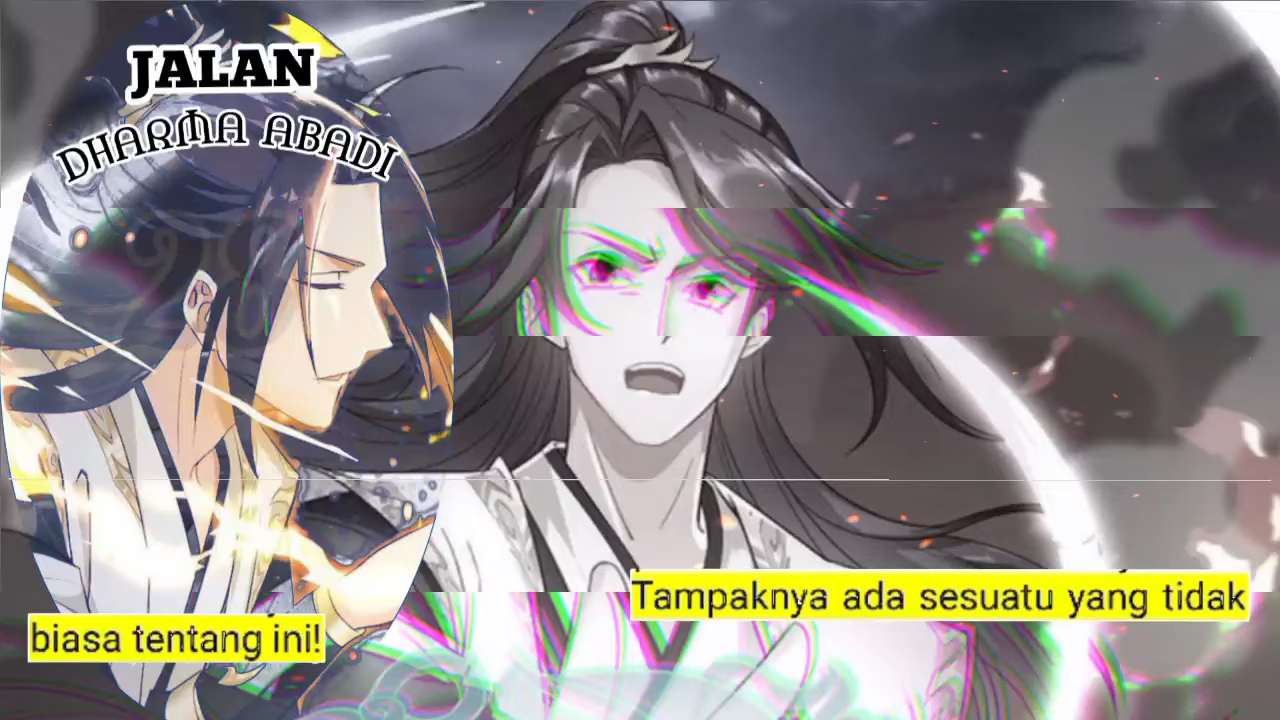 JALAN
DHARMA ABADI
Tampaknya ada sesuatu yang tidak
biasa tentang ini!